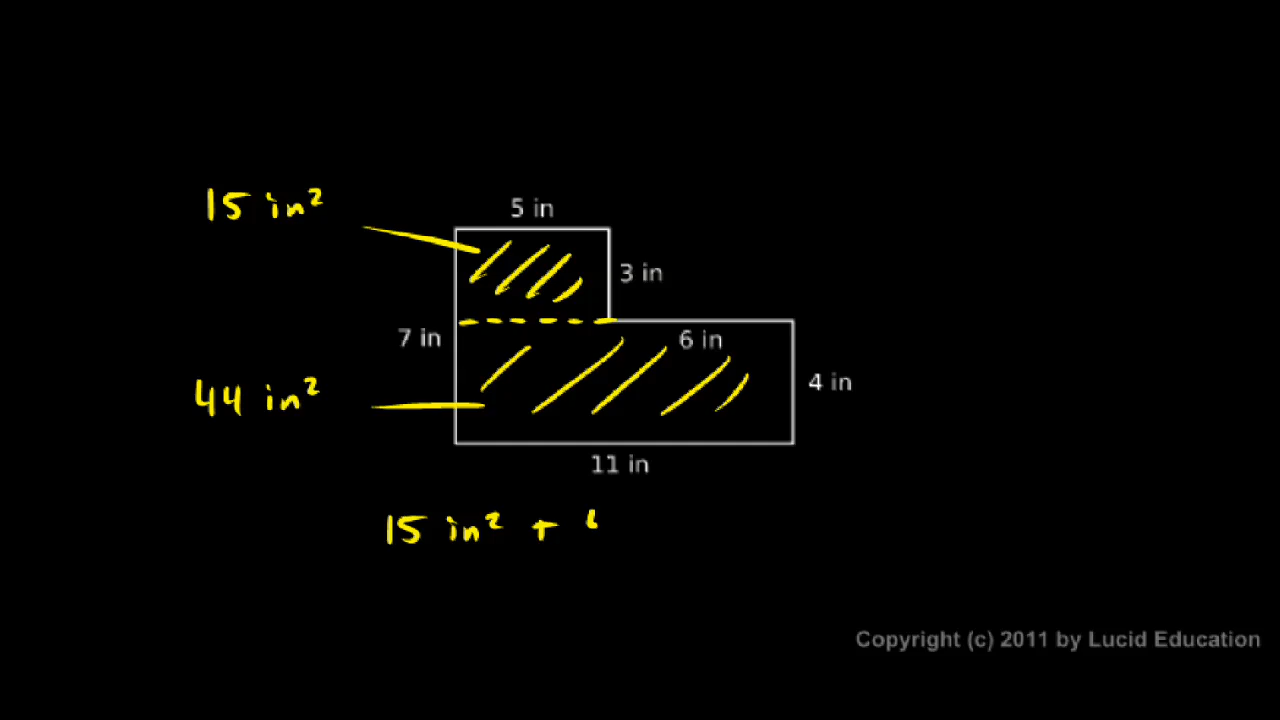 15 in²
5 in
3 in
7 in
6 in
4 in
44 in²
11 in
15 in² +
Copyright (c) 2011 by Lucid Education